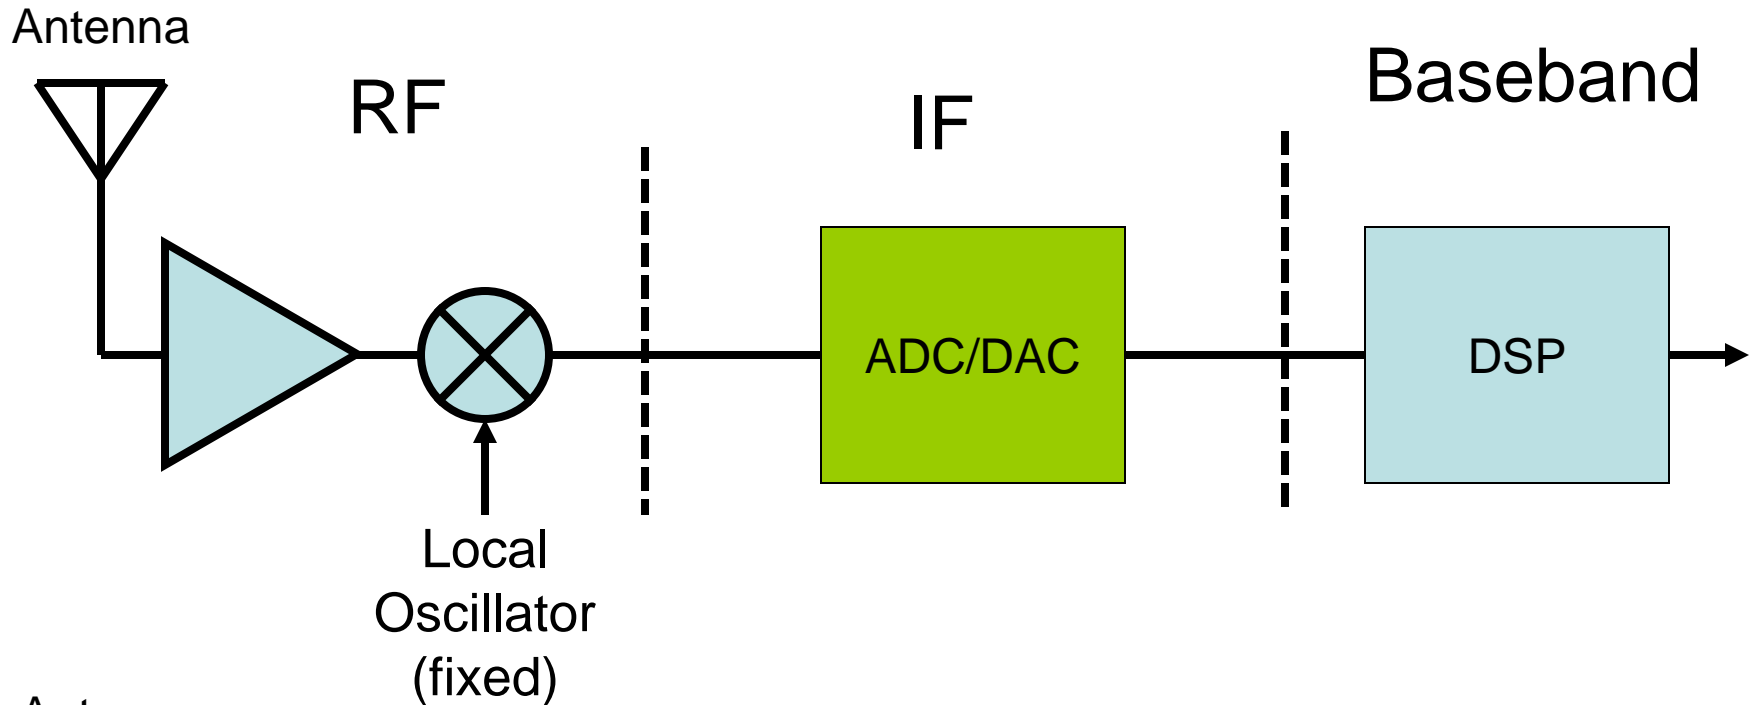 Antenna
RF
IF
Baseband
ADC/DAC
DSP
Local
Oscillator
(fixed)